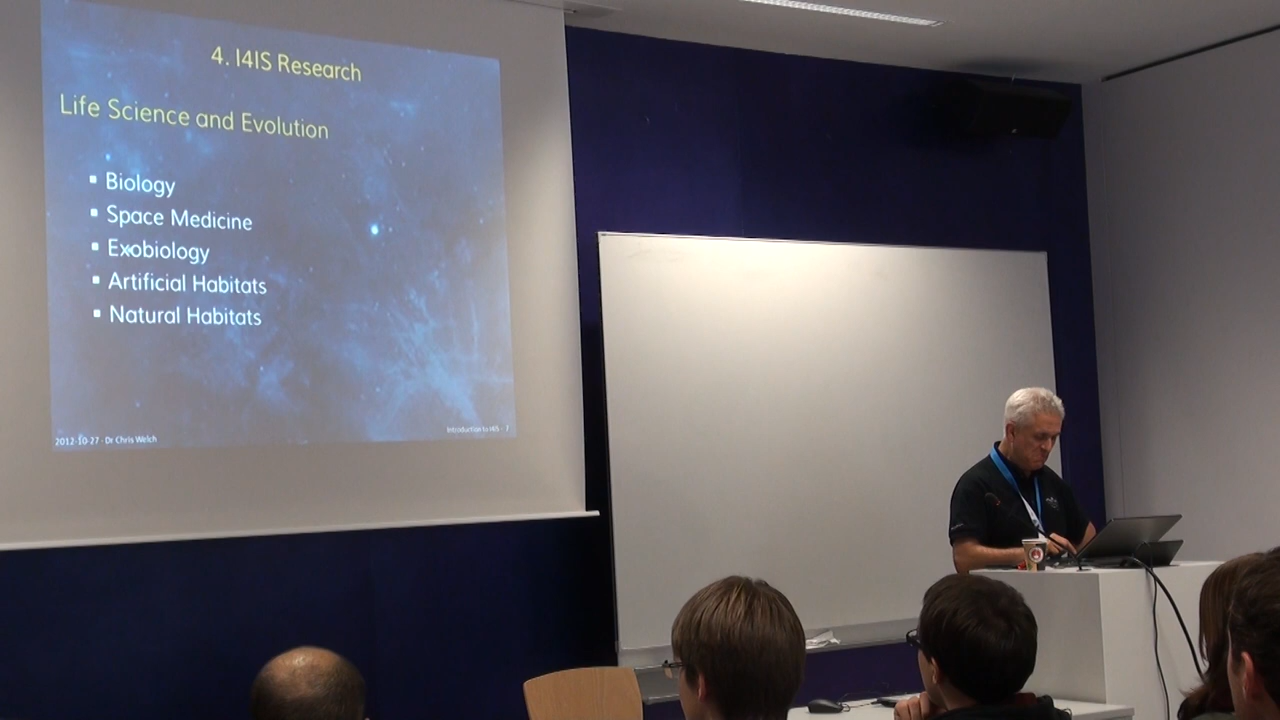 4. I4IS Research
Life Science and Evolution
▪ Biology
▪ Space Medicine
▪ Exobiology
▪ Artificial Habitats
▪ Natural Habitats
2012-10-27 - Dr Chris Welch
Introduction to I4IS - 7